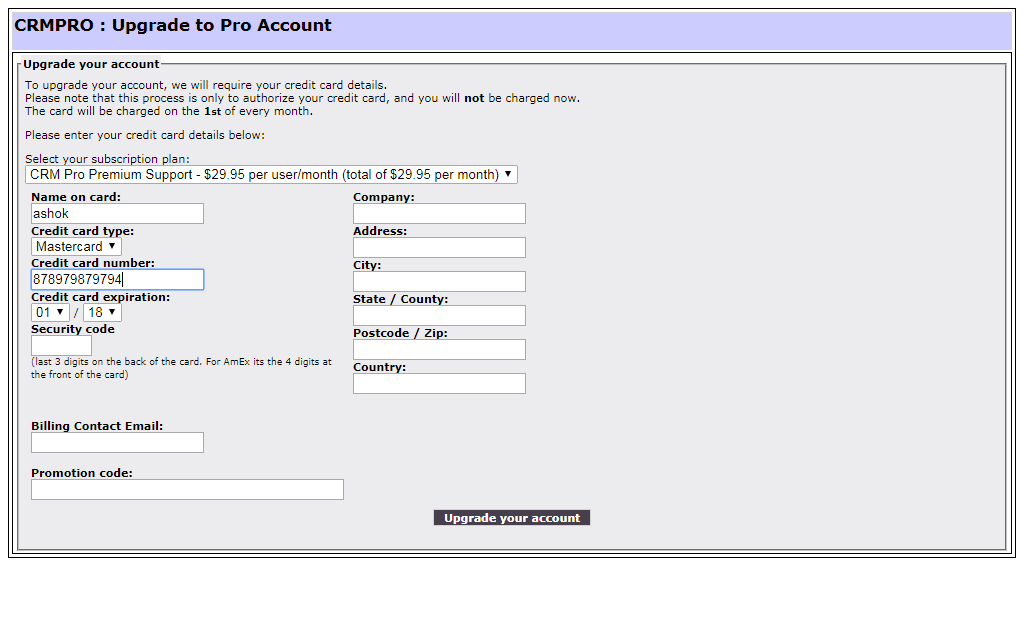 CRMPRO : Upgrade to Pro Account
Upgrade your account
To upgrade your account, we will require your credit card details.
Please note that this process is only to authorize your credit card, and you will not be charged now.
The card will be charged on the 1st of every month.
Please enter your credit card details below:
Select your subscription plan:
CRM Pro Premium Support - $29.95 per user/month (total of $29.95 per month)
Name on card:
ashok
Credit card type:
Mastercard
Credit card number:
878979879794
Credit card expiration:
01 / 18
Security code
(last 3 digits on the back of the card. For AmEx its the 4 digits at
the front of the card)
Company:
Address:
City:
State / County:
Postcode / Zip:
Country:
Billing Contact Email:
Promotion code:
Upgrade your account